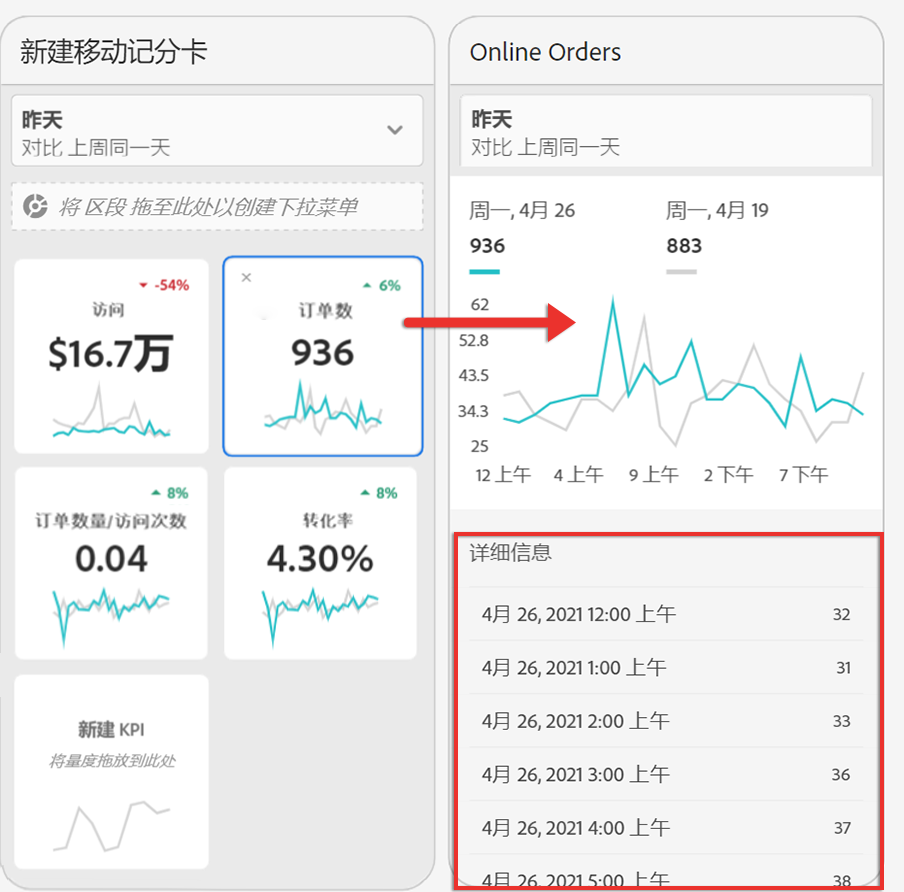 新建移动记分卡
昨天
对比 上周同一天
将 区段 拖至此处以创建下拉菜单
-54%
访问
$16.7万
6%
订单数
936
8%
订单数量/访问次数
0.04
8%
转化率
4.30%
新建 KPI
将量度拖放到此处
Online Orders
昨天
对比 上周同一天
周一, 4月 26
周一, 4月 19
936
883
62
52.8
43.5
34.3
25
12 上午 4 上午 9 上午 2 下午 7 下午
详细信息
4月 26, 2021 12:00 上午 32
4月 26, 2021 1:00 上午 31
4月 26, 2021 2:00 上午 33
4月 26, 2021 3:00 上午 36
4月 26, 2021 4:00 上午 37
4月 26, 2021 5:00 上午 38